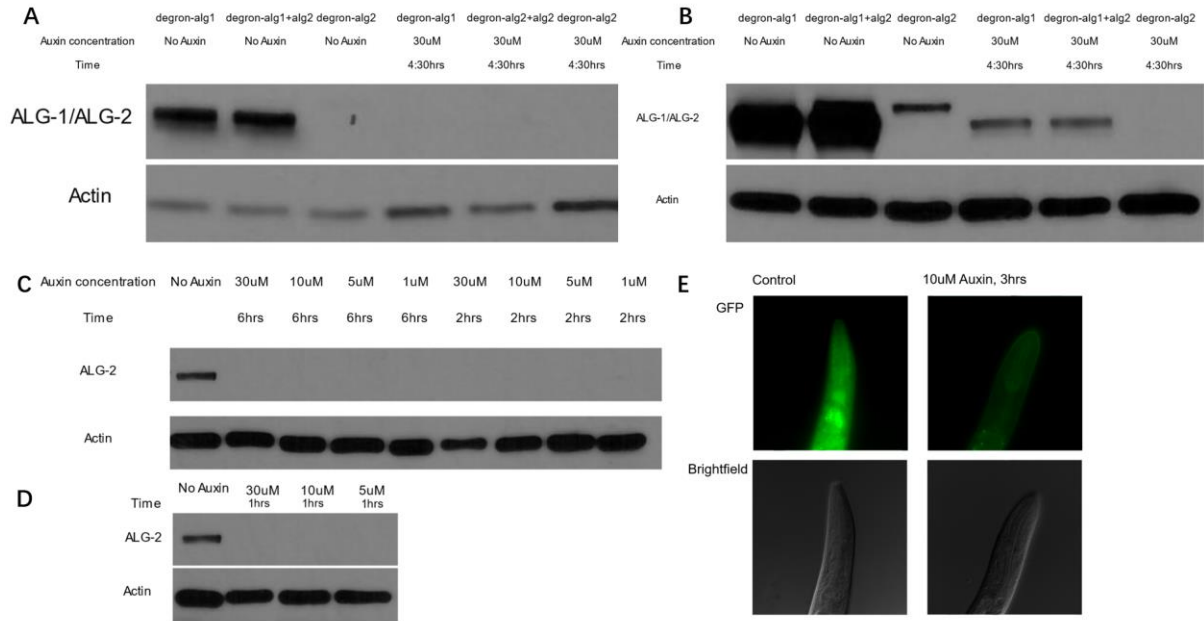 A
degron-alg1 degron-alg1+alg2 degron-alg2 degron-alg1 degron-alg2+alg2 degron-alg2
Auxin concentration No Auxin No Auxin No Auxin 30uM 30uM 30uM
Time 4:30hrs 4:30hrs 4:30hrs
ALG-1/ALG-2
Actin
B
degron-alg1 degron-alg1+alg2 degron-alg2 degron-alg1 degron-alg1+alg2 degron-alg2
Auxin concentration No Auxin No Auxin No Auxin 30uM 30uM 30uM
Time 4:30hrs 4:30hrs 4:30hrs
ALG-1/ALG-2
Actin
C
Auxin concentration No Auxin 30uM 10uM 5uM 1uM 30uM 10uM 5uM 1uM
Time 6hrs 6hrs 6hrs 6hrs 2hrs 2hrs 2hrs 2hrs
ALG-2
Actin
D
No Auxin 30uM 10uM 5uM
Time 1hrs 1hrs 1hrs
ALG-2
Actin
E
Control 10uM Auxin, 3hrs
GFP
Brightfield